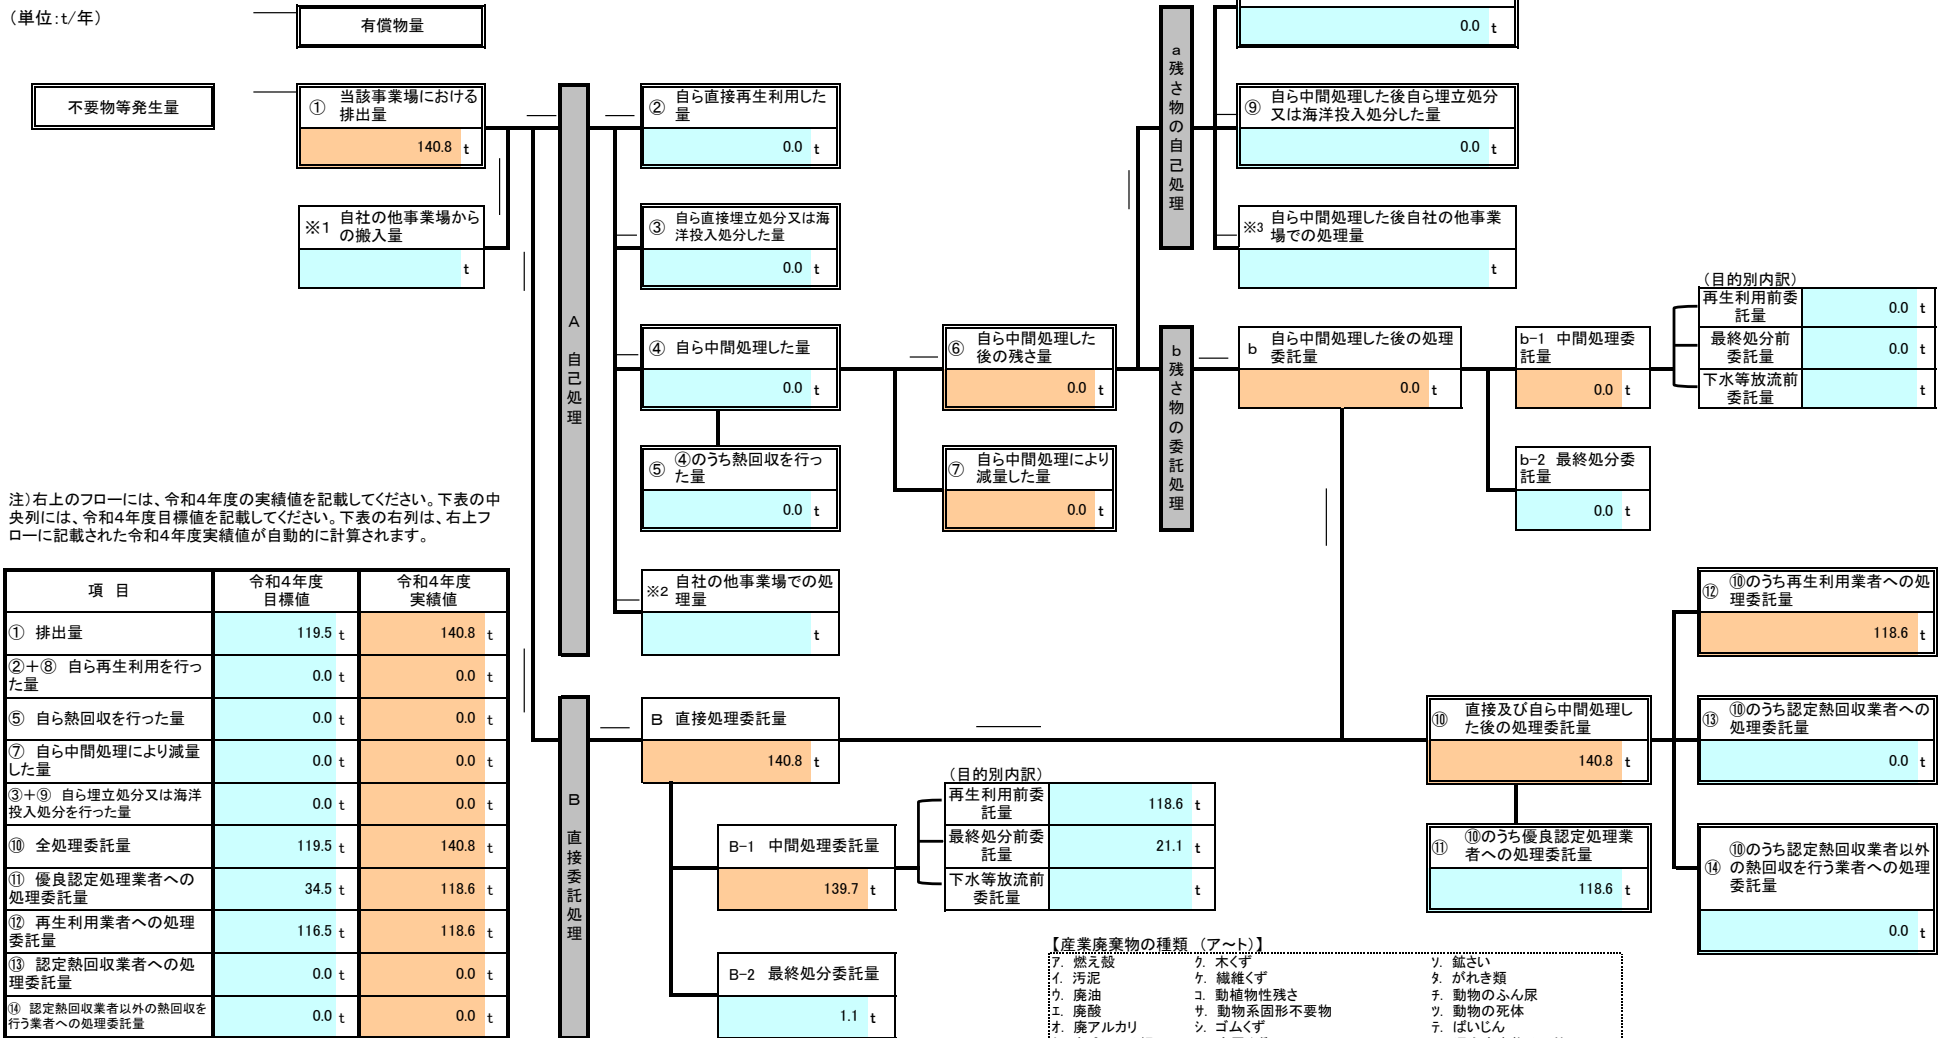 （単位：t/年）
有償物量
0.0 t
不要物等発生量
① 当該事業場における
排出量
140.8 t
※1 自社の他事業場から
の搬入量
t
A 自己処理
② 自ら直接再生利用した
量
0.0 t
③ 自ら直接埋立処分又は海
洋投入処分した量
0.0 t
④ 自ら中間処理した量
0.0 t
⑤ ④のうち熱回収を行っ
た量
0.0 t
※2 自社の他事業場での処
理量
t
⑥ 自ら中間処理した
後の残さ量
0.0 t
⑦ 自ら中間処理により
減量した量
0.0 t
a 残さ物の自己処理
⑨ 自ら中間処理した後自ら埋立処分
又は海洋投入処分した量
0.0 t
※3 自ら中間処理した後自社の他事業
場での処理量
t
b 残さ物の委託処理
b 自ら中間処理した後の処理
委託量
0.0 t
b-1 中間処理委
託量
0.0 t
b-2 最終処分委
託量
0.0 t
（目的別内訳）
再生利用前委
託量
0.0 t
最終処分前
委託量
0.0 t
下水等放流前
委託量
t
注）右上のフローには、令和４年度の実績値を記載してください。下表の中
央列には、令和４年度目標値を記載してください。下表の右列は、右上フ
ローに記載された令和４年度実績値が自動的に計算されます。
項 目 令和４年度
目標値 令和４年度
実績値
① 排出量 119.5 t 140.8 t
②＋⑧ 自ら再生利用を行っ
た量 0.0 t 0.0 t
⑤ 自ら熱回収を行った量 0.0 t 0.0 t
⑦ 自ら中間処理により減量
した量 0.0 t 0.0 t
③＋⑨ 自ら埋立処分又は海洋
投入処分を行った量 0.0 t 0.0 t
⑩ 全処理委託量 119.5 t 140.8 t
⑪ 優良認定処理業者への
処理委託量 34.5 t 118.6 t
⑫ 再生利用業者への処理
委託量 116.5 t 118.6 t
⑬ 認定熱回収業者への処
理委託量 0.0 t 0.0 t
⑭ 認定熱回収業者以外の熱回収を
行う業者への処理委託量 0.0 t 0.0 t
B 直接委託処理
B 直接処理委託量
140.8 t
B-1 中間処理委託量
139.7 t
B-2 最終処分委託量
1.1 t
（目的別内訳）
再生利用前委
託量
118.6 t
最終処分前委
託量
21.1 t
下水等放流前
委託量
t
⑩ 直接及び自ら中間処理し
た後の処理委託量
140.8 t
⑪ ⑩のうち優良認定処理業
者への処理委託量
118.6 t
⑫ ⑩のうち再生利用業者への処
理委託量
118.6 t
⑬ ⑩のうち認定熱回収業者への
処理委託量
0.0 t
⑭ ⑩のうち認定熱回収業者以外
の熱回収を行う業者への処理
委託量
0.0 t
【産業廃棄物の種類 （ア～ト）】
ア. 燃え殻 ク. 木くず ソ. 鉱さい
イ. 汚泥 ケ. 繊維くず タ. がれき類
ウ. 廃油 コ. 動植物性残さ チ. 動物のふん尿
エ. 廃酸 サ. 動物系固形不要物 ツ. 動物の死体
オ. 廃アルカリ シ. ゴムくず テ. ばいじん